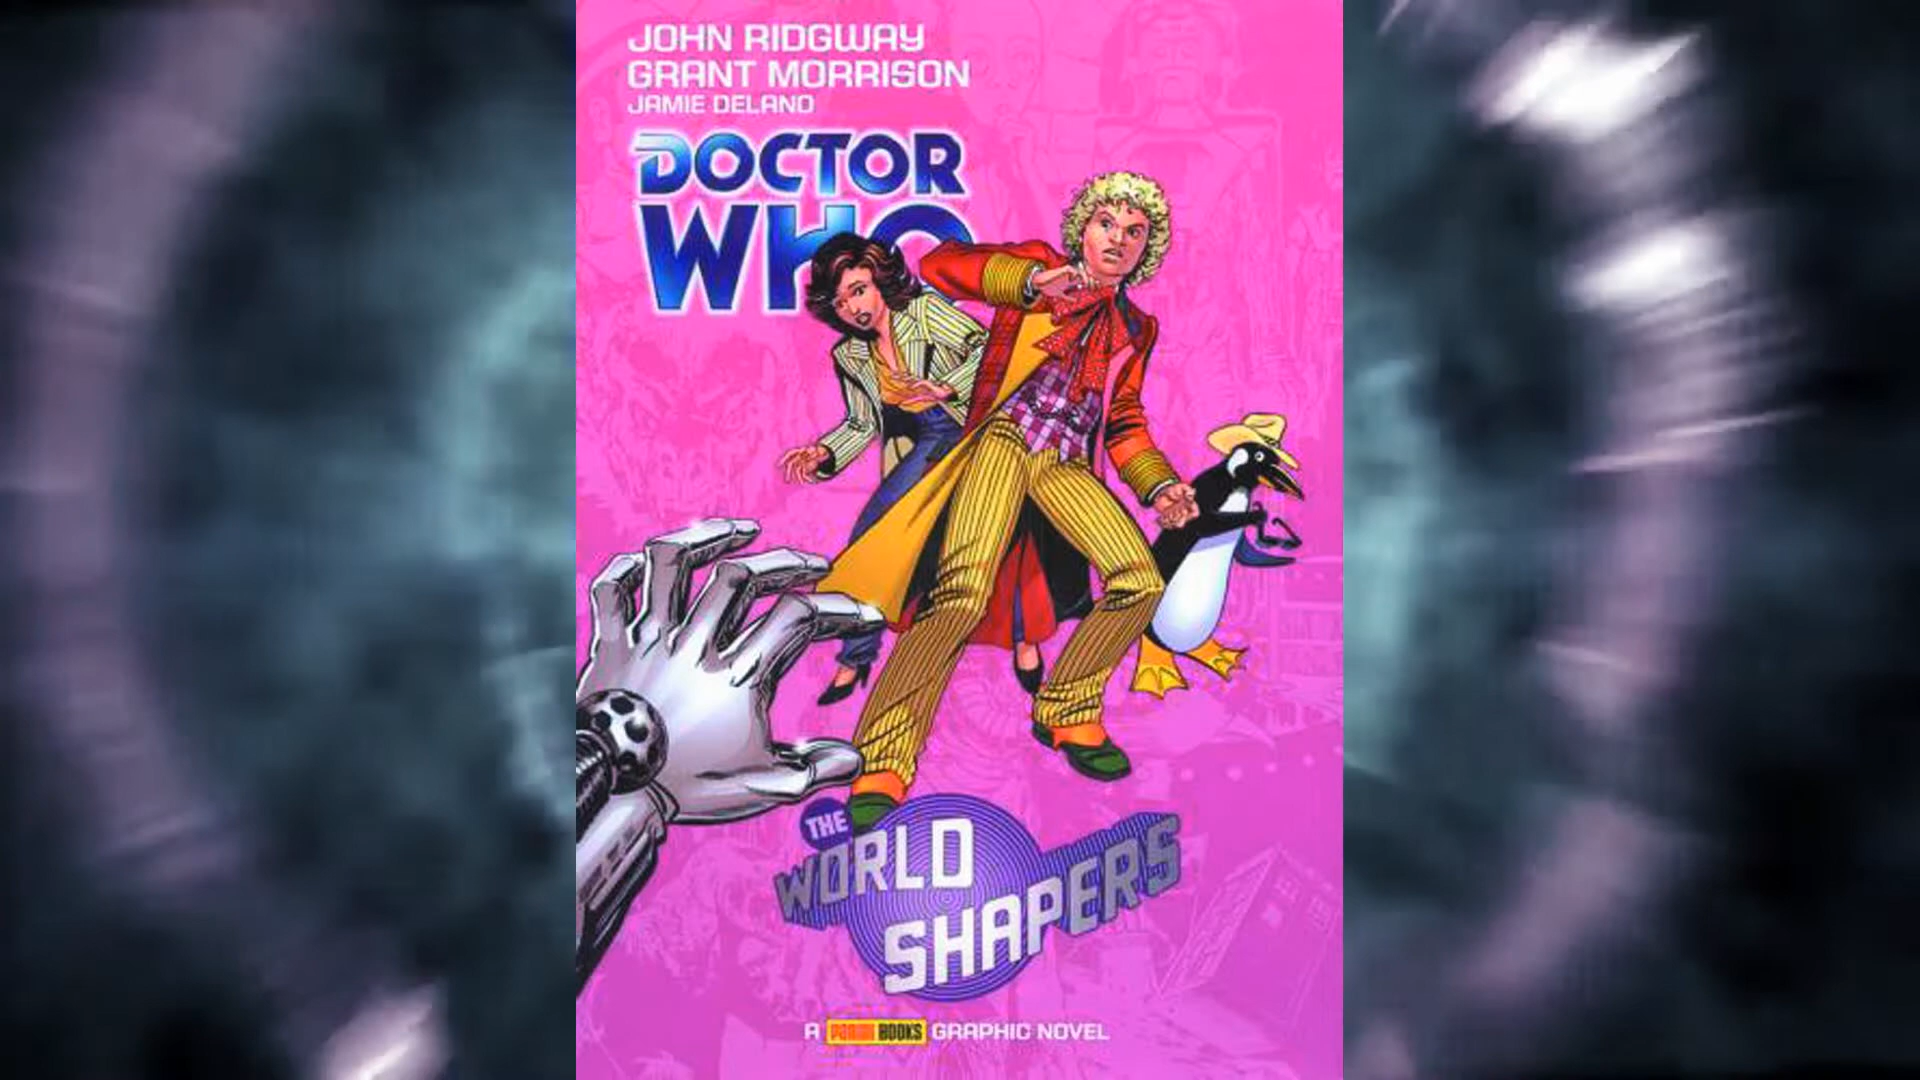 JOHN RIDGWAY
GRANT MORRISON
JAMIE DELANO
DOCTOR
WHO
THE
WORLD
SHAPERS
A PANINI BOOKS GRAPHIC NOVEL